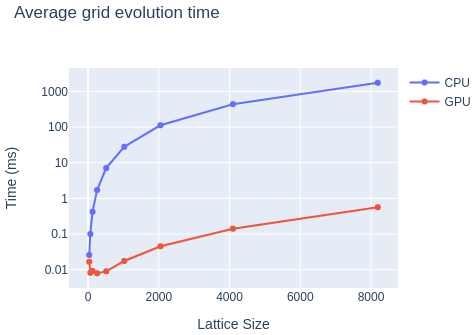 Average grid evolution time
CPU
GPU
Time (ms)
1000
100
10
1
0.1
0.01
0 2000 4000 6000 8000
Lattice Size